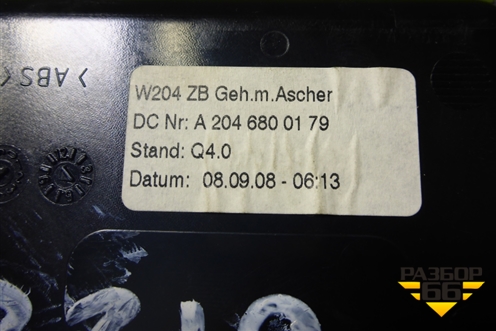 >ABS<
W204 ZB Geh.m.Ascher
DC Nr: A 204 680 01 79
Stand: Q4.0
Datum: 08.09.08 - 06:13
РАЗБОР
66